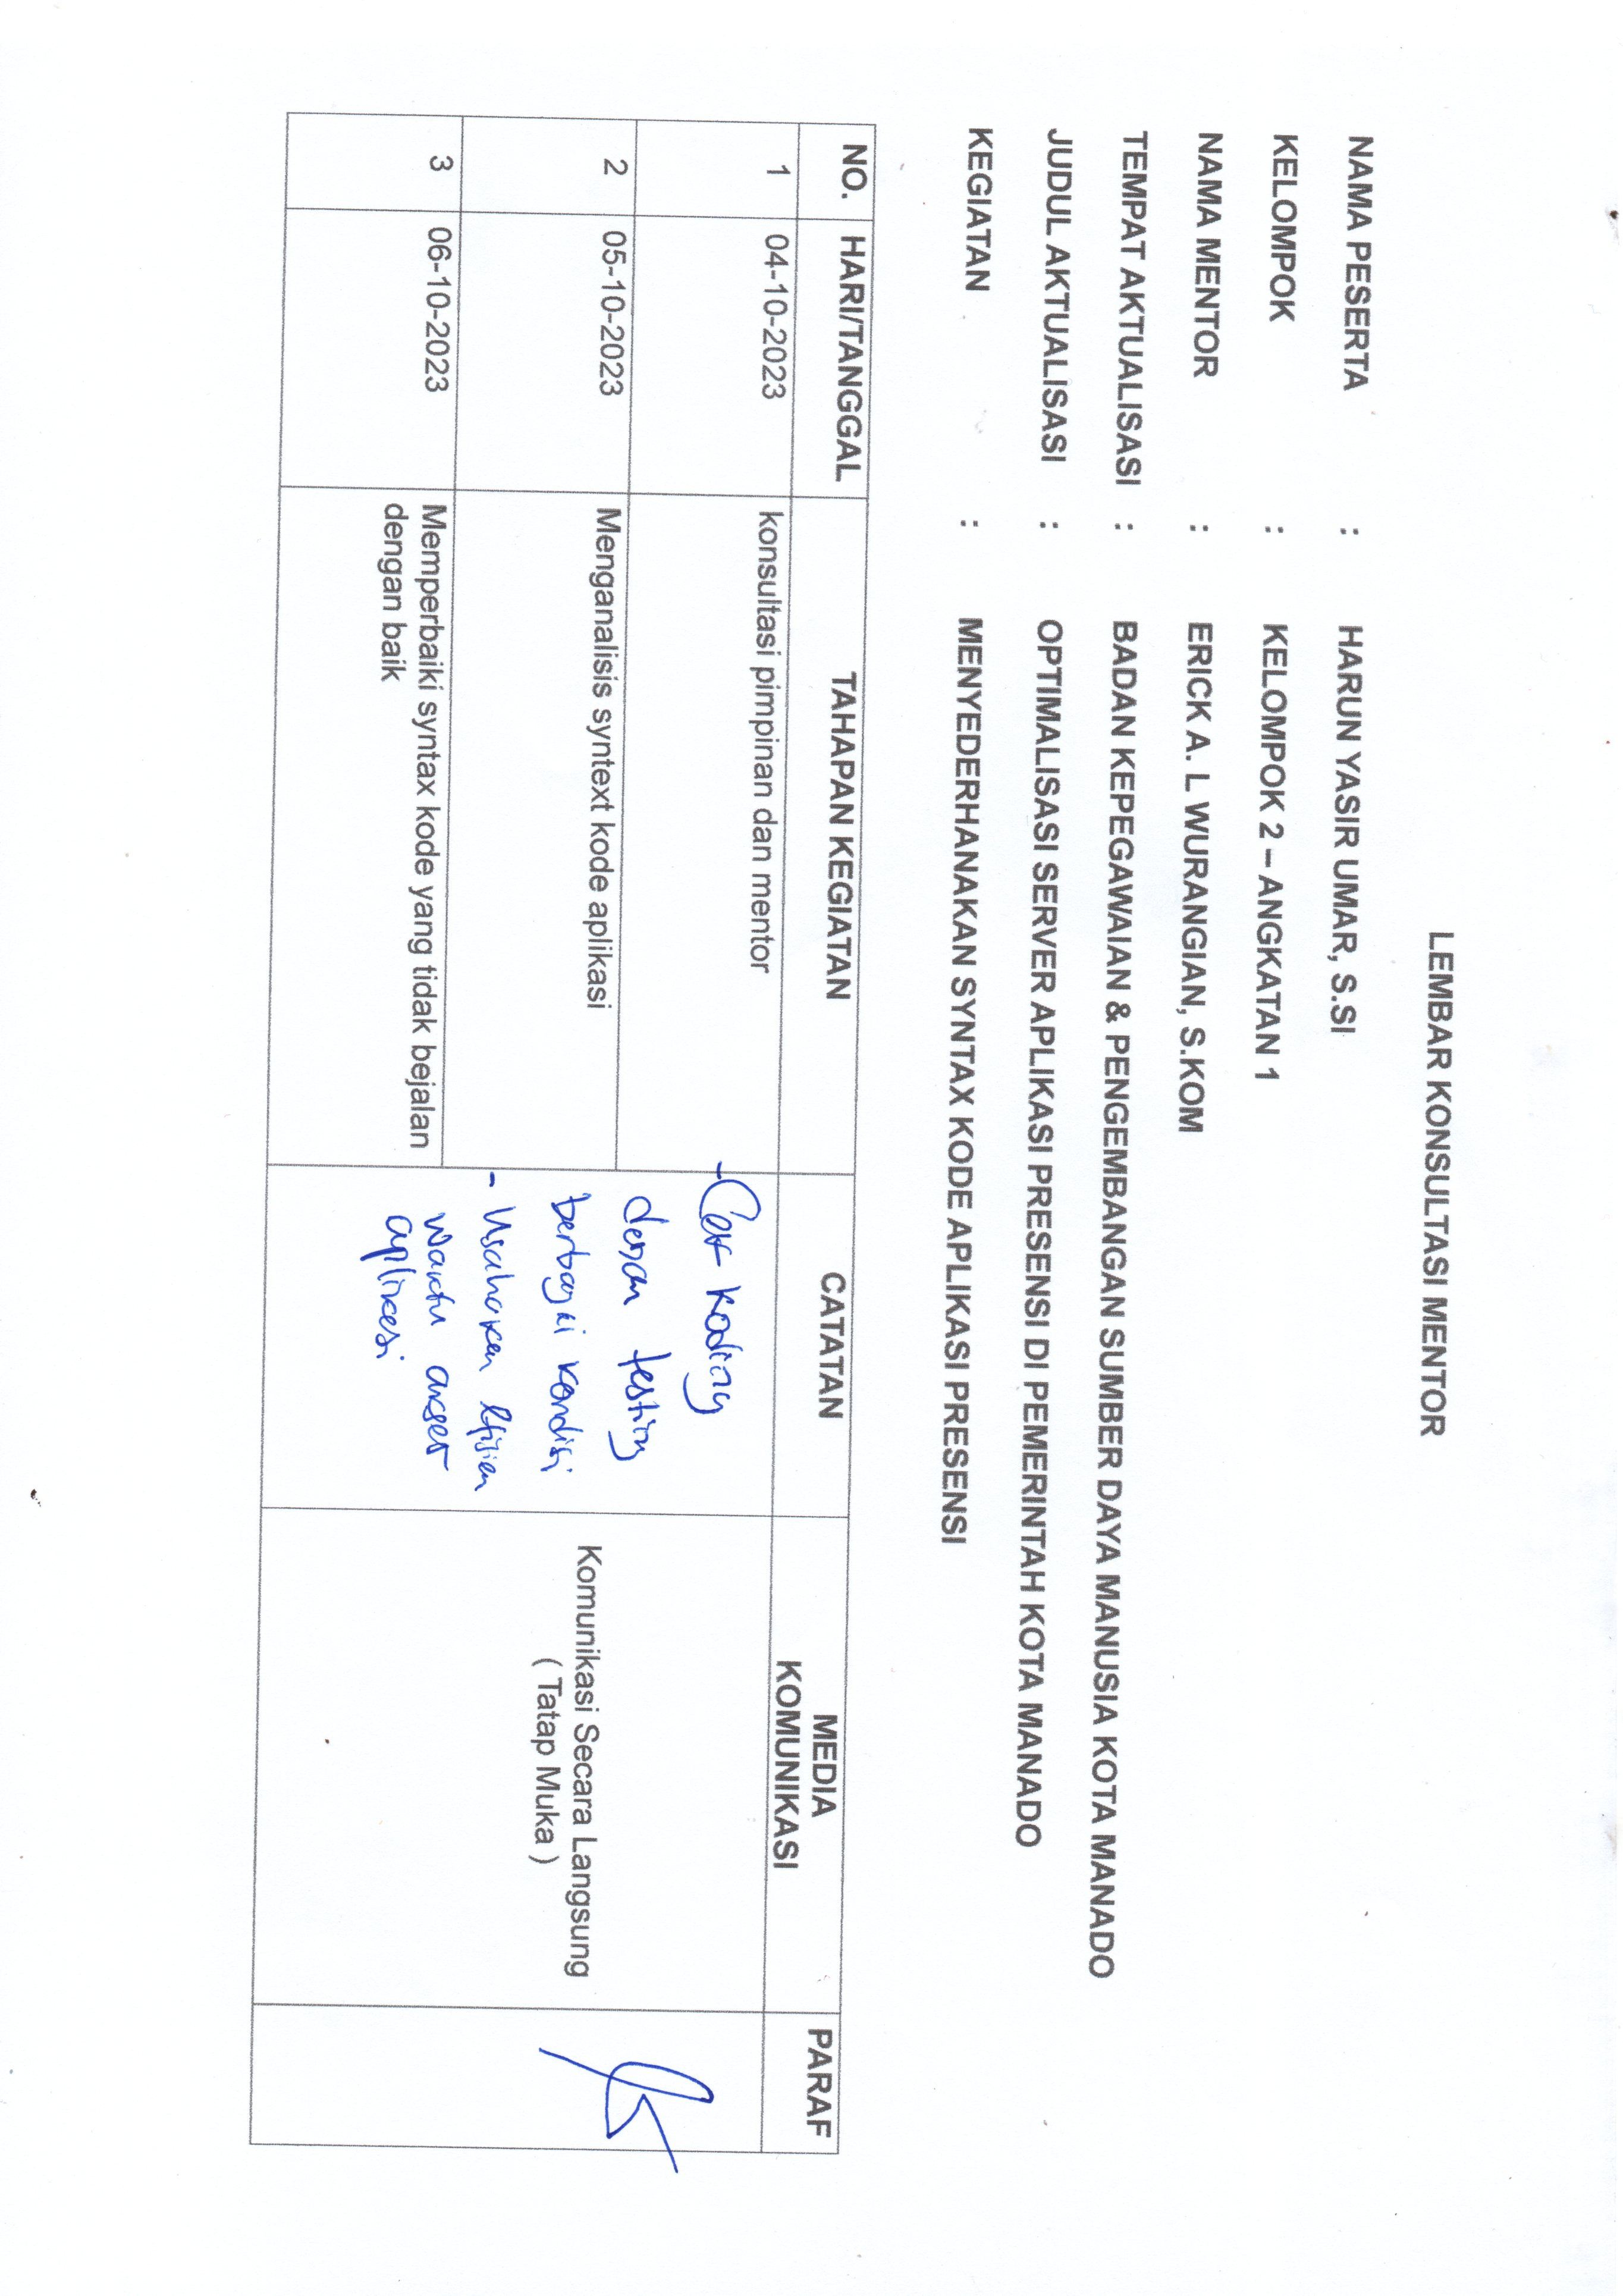 LEMBAR KONSULTASI MENTOR
NAMA PESERTA : HARUN YASIR UMAR, S.SI
KELOMPOK : KELOMPOK 2 – ANGKATAN 1
NAMA MENTOR : ERICK A. L WURANGIAN, S.KOM
TEMPAT AKTUALISASI : BADAN KEPEGAWAIAN & PENGEMBANGAN SUMBER DAYA MANUSIA KOTA MANADO
JUDUL AKTUALISASI : OPTIMALISASI SERVER APLIKASI PRESENSI DI PEMERINTAH KOTA MANADO
KEGIATAN : MENYEDERHANAKAN SYNTAX KODE APLIKASI PRESENSI
NO. HARI/TANGGAL TAHAPAN KEGIATAN CATATAN MEDIA KOMUNIKASI PARAF
1 04-10-2023 konsultasi pimpinan dan mentor
2 05-10-2023 Menganalisis syntext kode aplikasi
3 06-10-2023 Memperbaiki syntax kode yang tidak bejalan
dengan baik
- Cek koding
dengan testing
berbagai kondisi
- Usahakan efisien
waktu akses
aplikasi
Komunikasi Secara Langsung
( Tatap Muka )